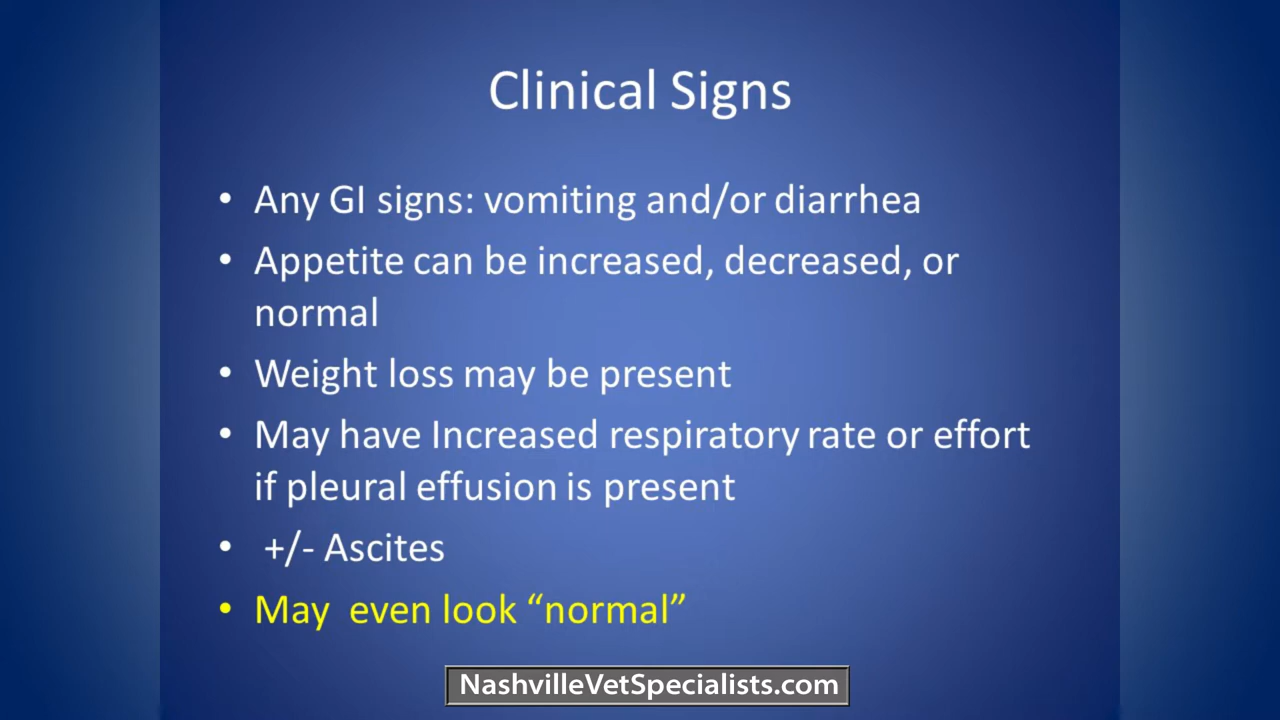 Clinical Signs
• Any GI signs: vomiting and/or diarrhea
• Appetite can be increased, decreased, or
normal
• Weight loss may be present
• May have Increased respiratory rate or effort
if pleural effusion is present
• +/- Ascites
• May even look “normal”
NashvilleVetSpecialists.com